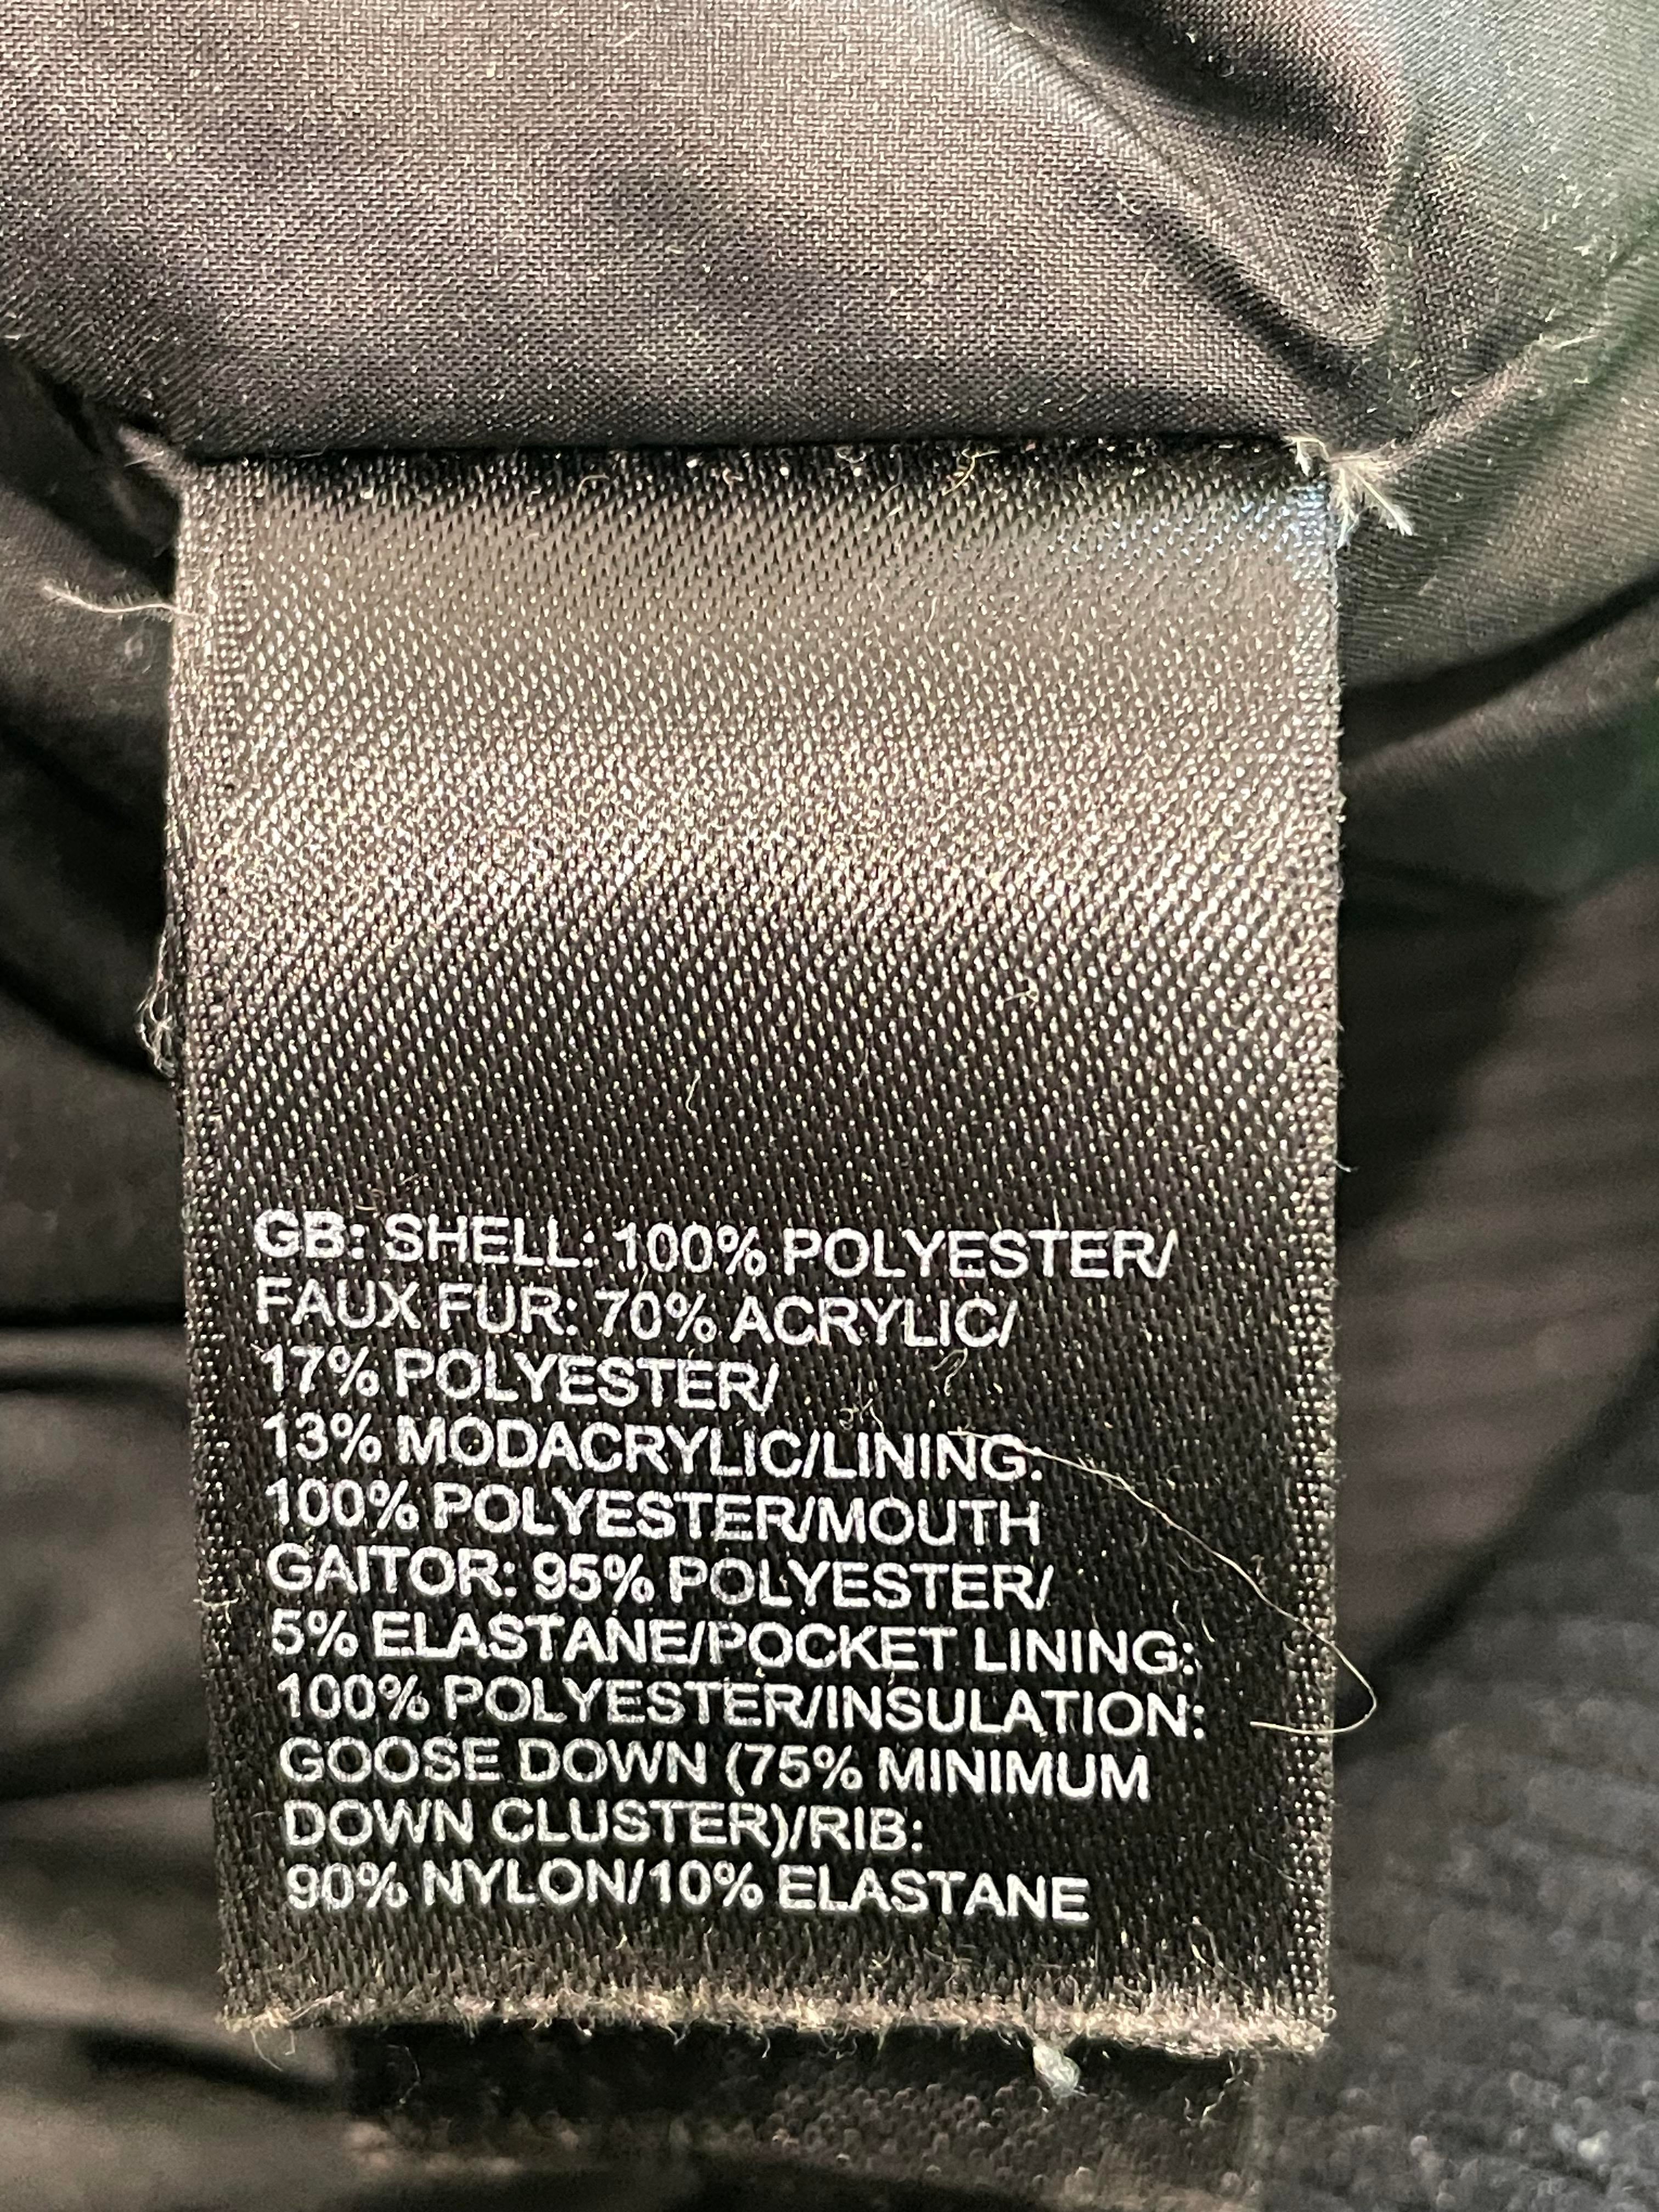 GB: SHELL: 100% POLYESTER/
FAUX FUR: 70% ACRYLIC/
17% POLYESTER/
13% MODACRYLIC/LINING:
100% POLYESTER/MOUTH
GAITOR: 95% POLYESTER/
5% ELASTANE/POCKET LINING:
100% POLYESTER/INSULATION:
GOOSE DOWN (75% MINIMUM
DOWN CLUSTER)/RIB:
90% NYLON/10% ELASTANE